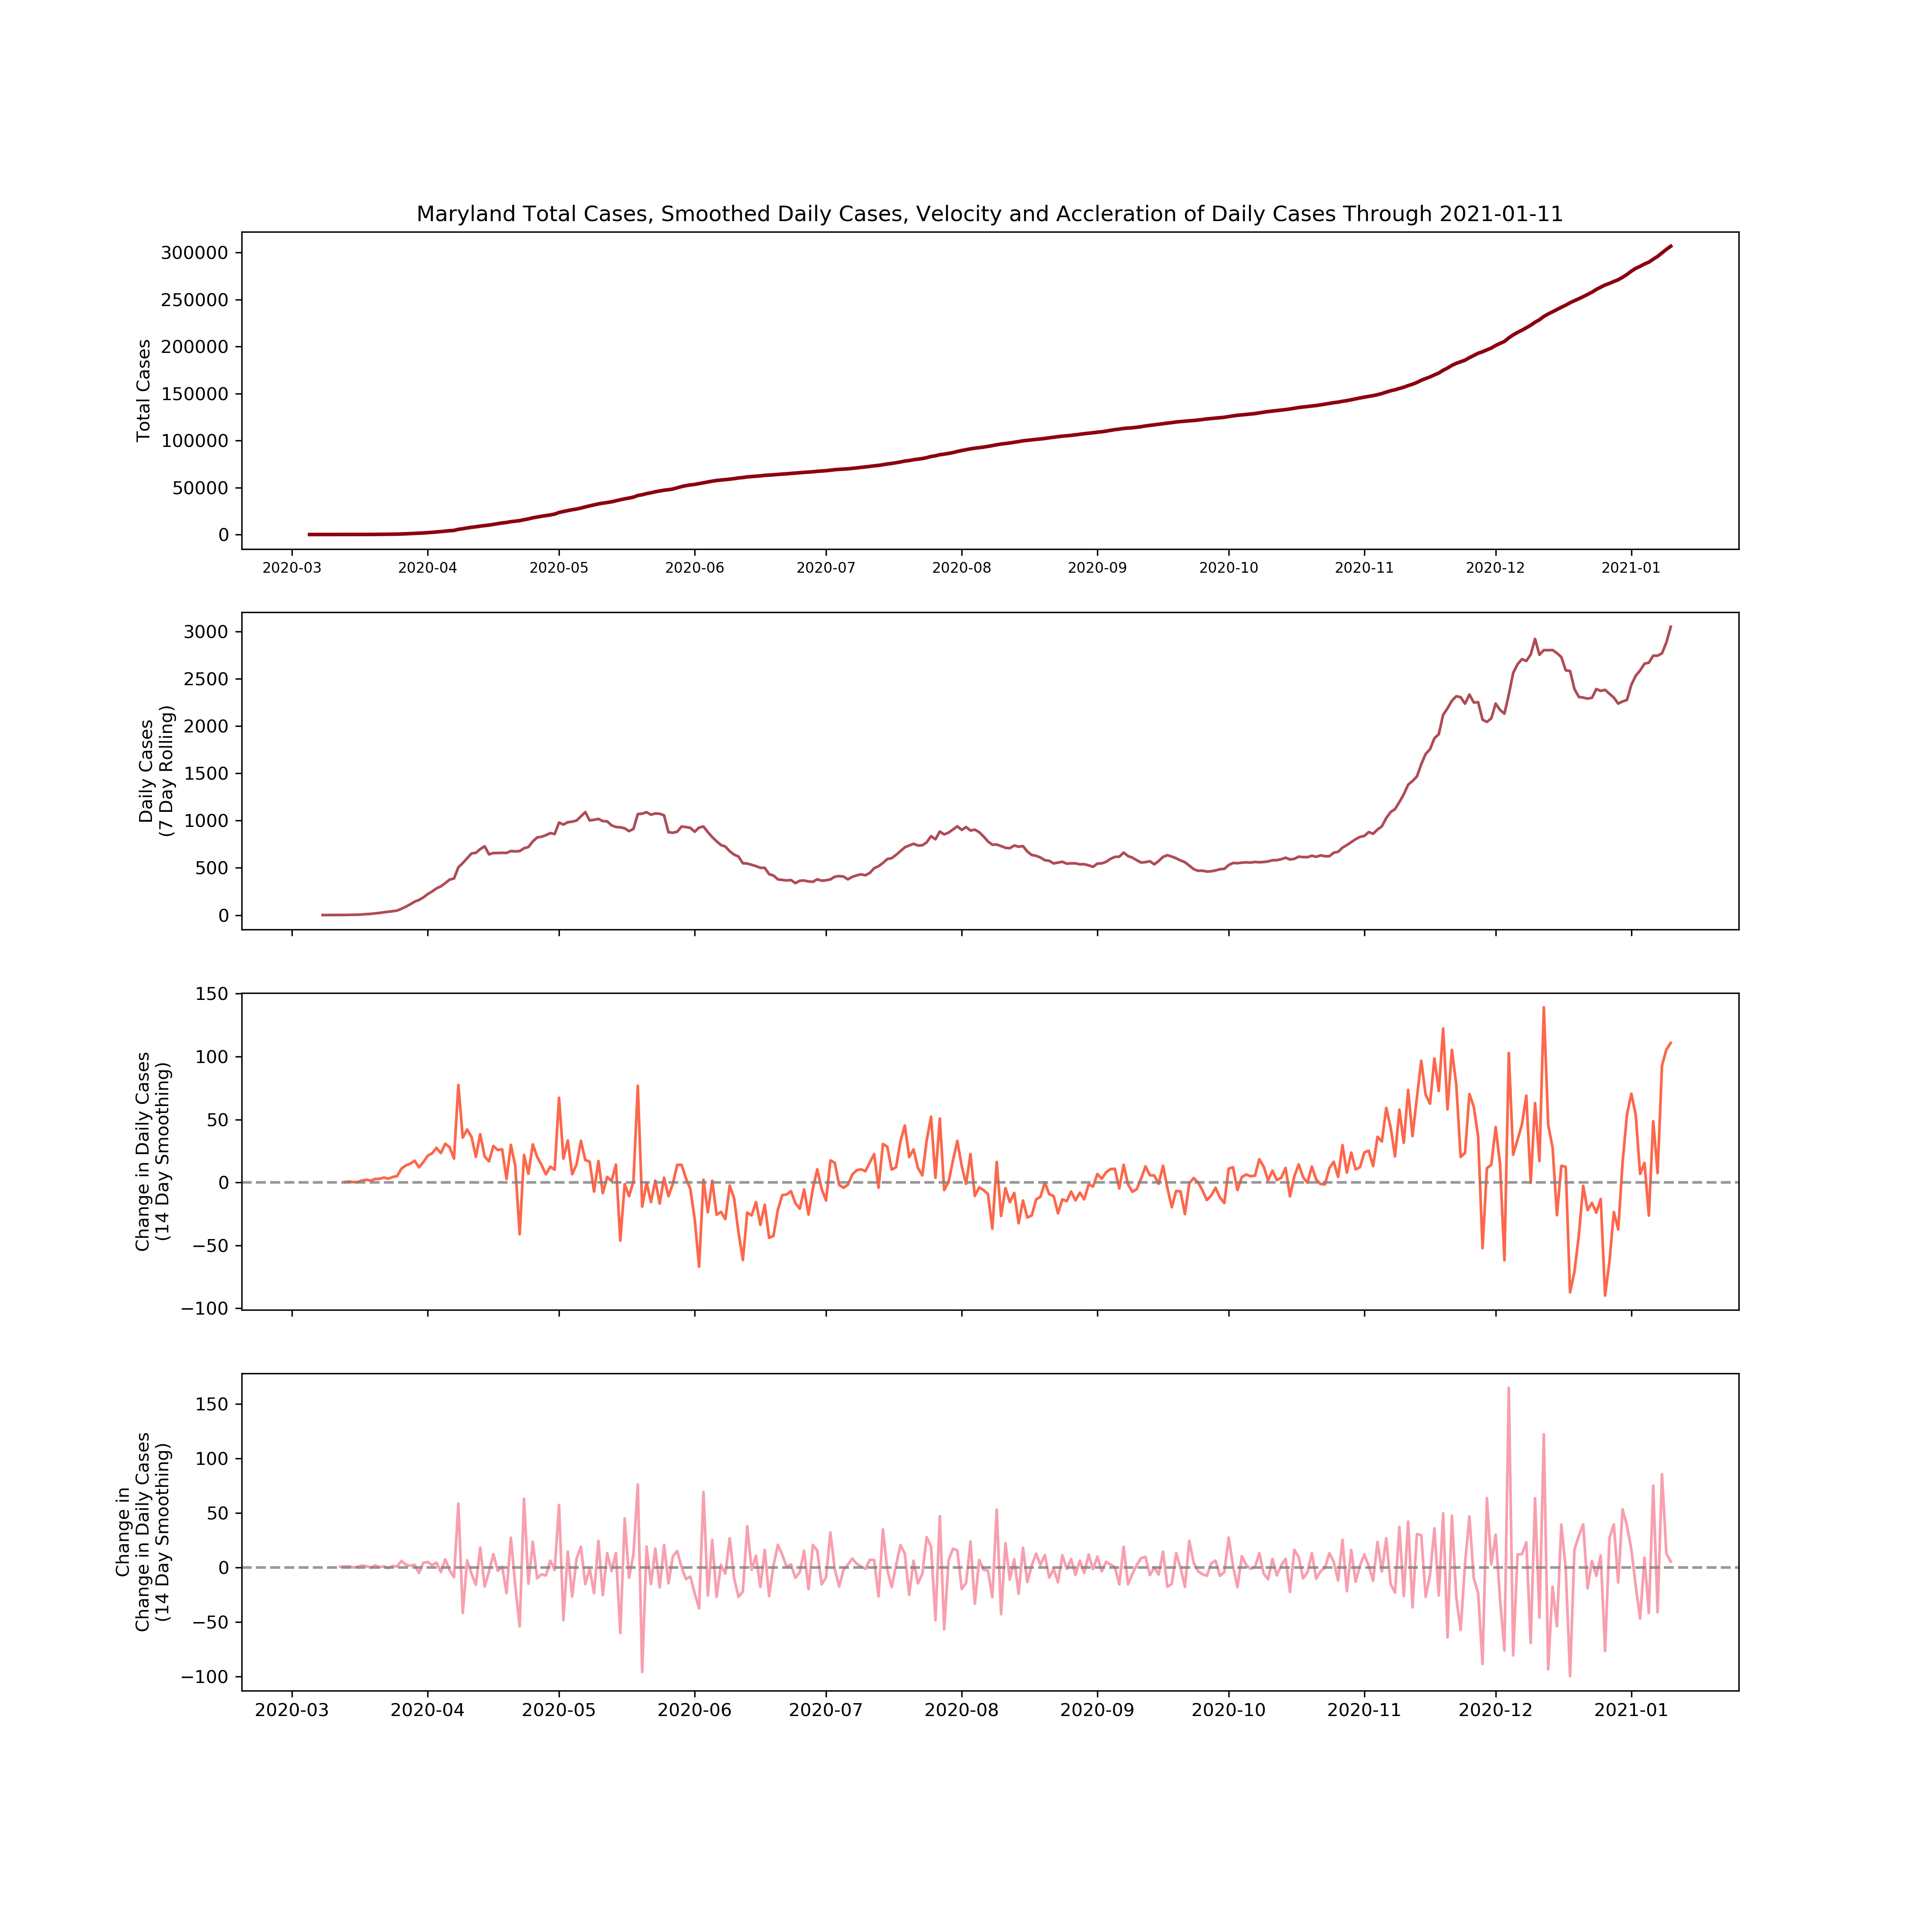 Maryland Total Cases, Smoothed Daily Cases, Velocity and Accleration of Daily Cases Through 2021-01-11
Total Cases
300000
250000
200000
150000
100000
50000
0
2020-03 2020-04 2020-05 2020-06 2020-07 2020-08 2020-09 2020-10 2020-11 2020-12 2021-01
Daily Cases
(7 Day Rolling)
3000
2500
2000
1500
1000
500
0
Change in Daily Cases
(14 Day Smoothing)
150
100
50
0
−50
−100
Change in
Change in Daily Cases
(14 Day Smoothing)
150
100
50
0
−50
−100
2020-03 2020-04 2020-05 2020-06 2020-07 2020-08 2020-09 2020-10 2020-11 2020-12 2021-01